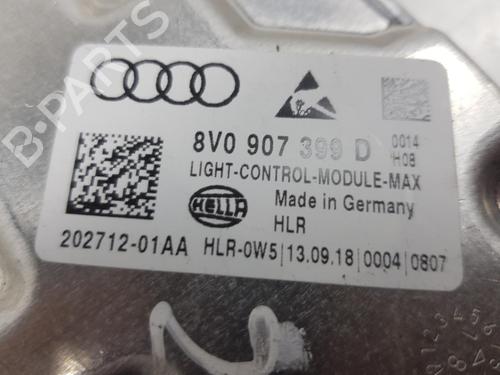 B-PARTS
8V0 907 399 D 0014
H08
LIGHT-CONTROL-MODULE-MAX
HELLA
Made in Germany
HLR
202712-01AA HLR-0W5|13.09.18|0004|0807